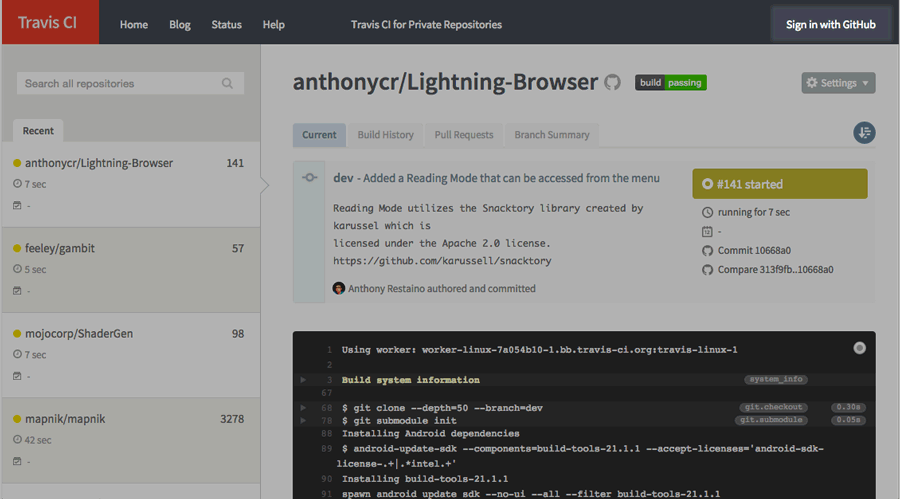 Travis CI
Home Blog Status Help Travis CI for Private Repositories Sign in with GitHub
Search all repositories
Recent
anthonycr/Lightning-Browser 141
7 sec
-
feeley/gambit 57
5 sec
-
mojocorp/ShaderGen 98
7 sec
-
mapnik/mapnik 3278
42 sec
-
anthonycr/Lightning-Browser build passing Settings
Current Build History Pull Requests Branch Summary
dev - Added a Reading Mode that can be accessed from the menu
Reading Mode utilizes the Snacktory library created by
karussel which is
licensed under the Apache 2.0 license.
https://github.com/karussell/snacktory
Anthony Restaino authored and committed
#141 started
running for 7 sec
-
Commit 10668a0
Compare 313f9fb..10668a0
1 Using worker: worker-linux-7a054b10-1.bb.travis-ci.org:travis-linux-1
2
3 Build system information system_info
67
68 $ git clone --depth=50 --branch=dev git.checkout 0.30s
78 $ git submodule init git.submodule 0.05s
88 Installing Android dependencies
89 $ android-update-sdk --components=build-tools-21.1.1 --accept-licenses='android-sdk-
license-.+|.*intel.+'
90 Installing build-tools-21.1.1
91 spawn android update sdk --no-ui --all --filter build-tools-21.1.1